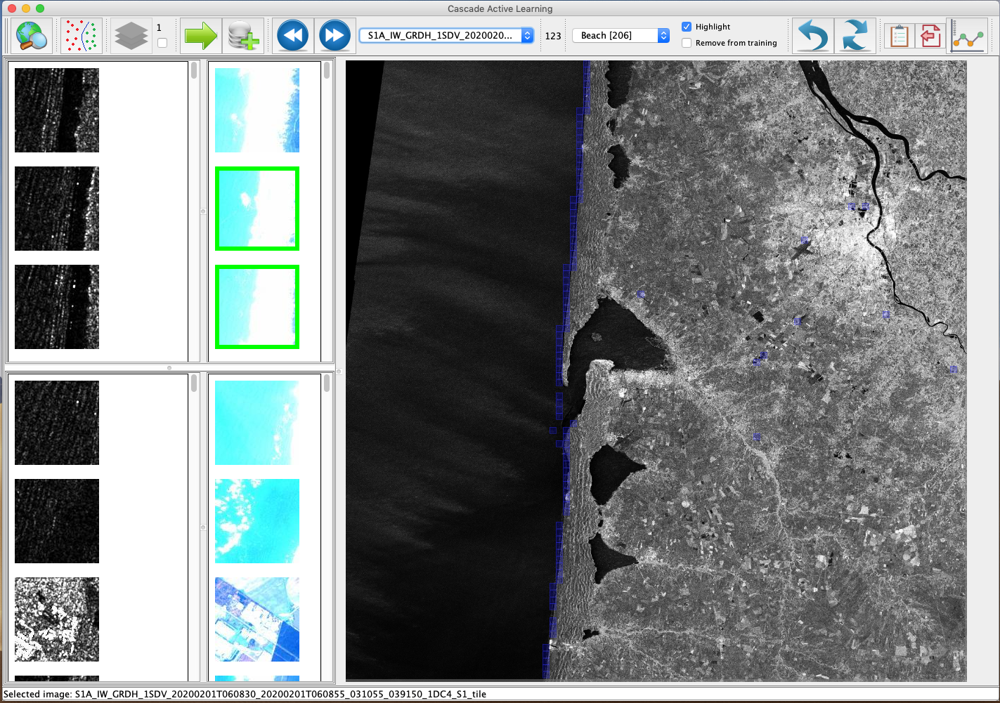 Cascade Active Learning
1
S1A_IW_GRDH_1SDV_2020020...
123
Beach [206]
Highlight
Remove from training
Selected image: S1A_IW_GRDH_1SDV_20200201T060830_20200201T060855_031055_039150_1DC4_S1_tile